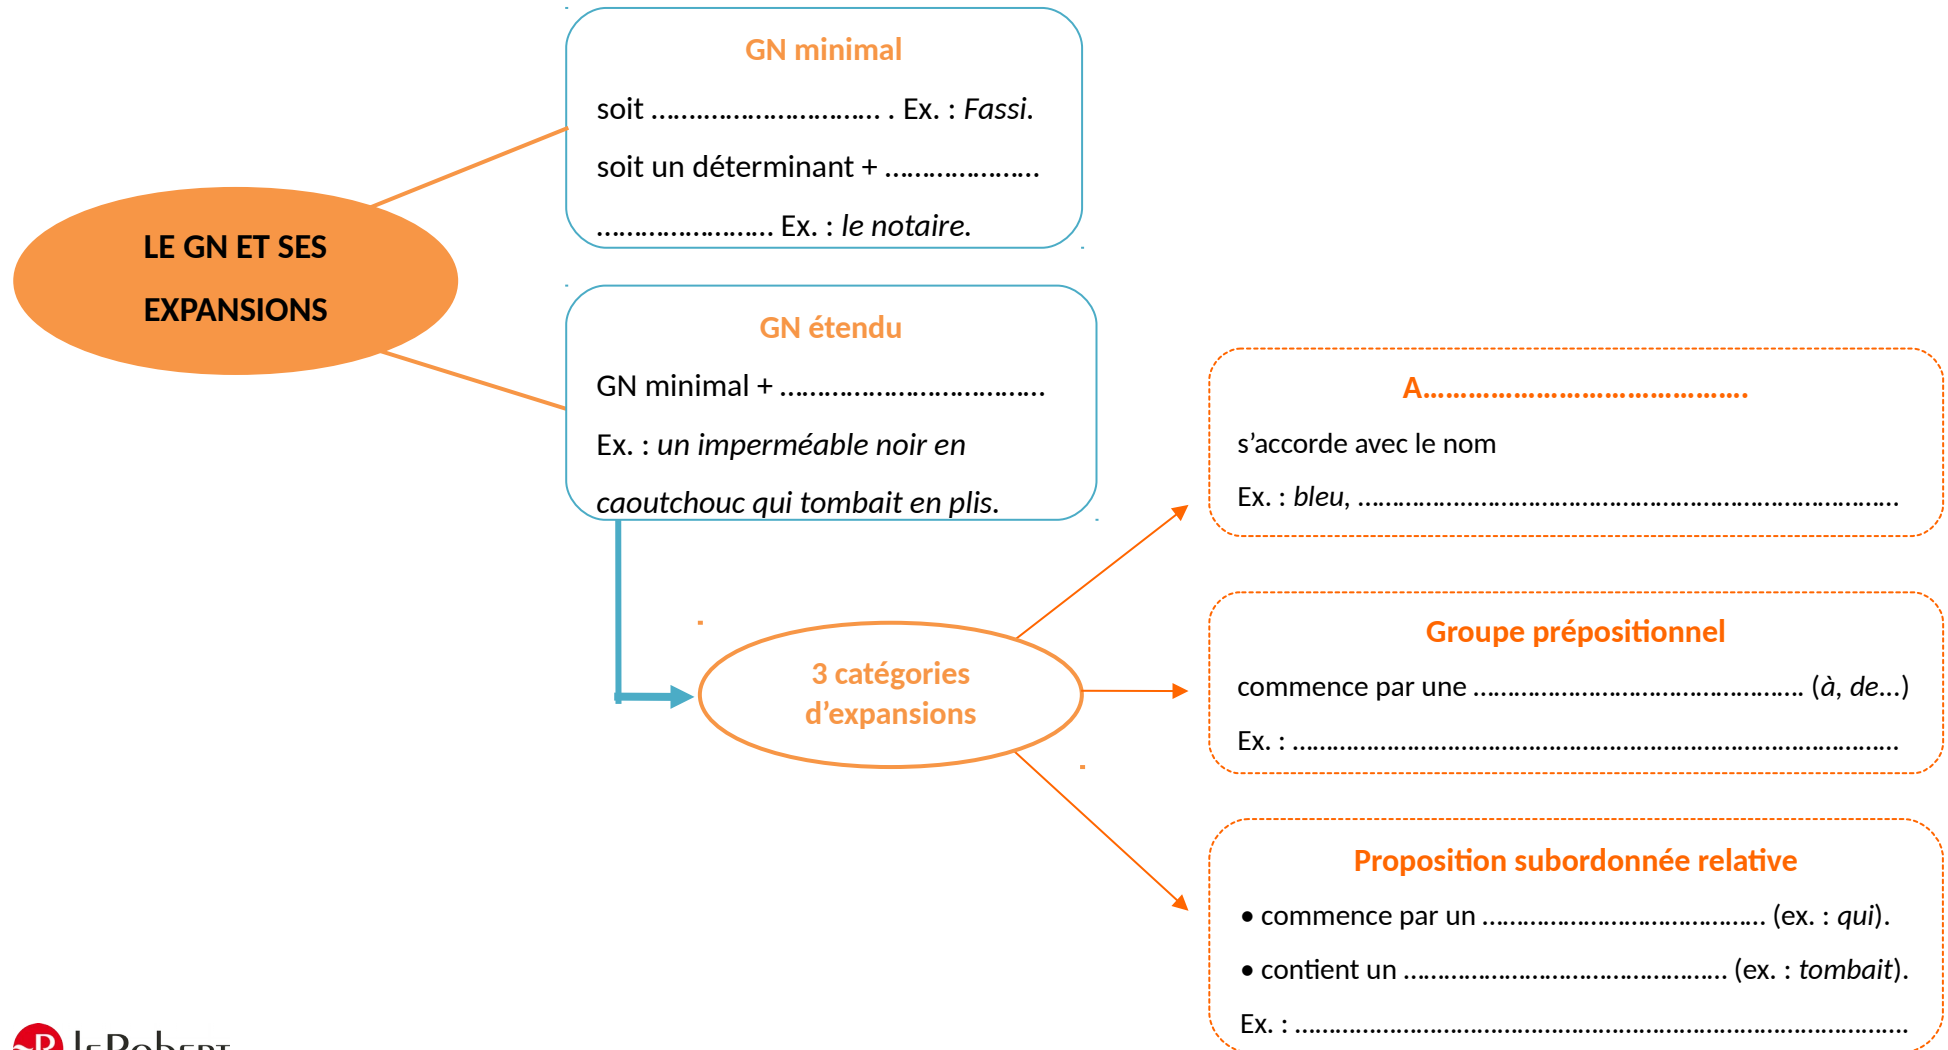 GN minimal
soit ................................ . Ex. : Fassi.
soit un déterminant + .....................
........................ Ex. : le notaire.
LE GN ET SES
EXPANSIONS
GN étendu
GN minimal + ....................................
Ex. : un imperméable noir en
caoutchouc qui tombait en plis.
3 catégories
d’expansions
A............................................
s’accorde avec le nom
Ex. : bleu, ................................................................................
Groupe prépositionnel
commence par une ................................................. (à, de...)
Ex. : ..........................................................................................
Proposition subordonnée relative
• commence par un .......................................... (ex. : qui).
• contient un ................................................ (ex. : tombait).
Ex. : ...........................................................................................
leRobert